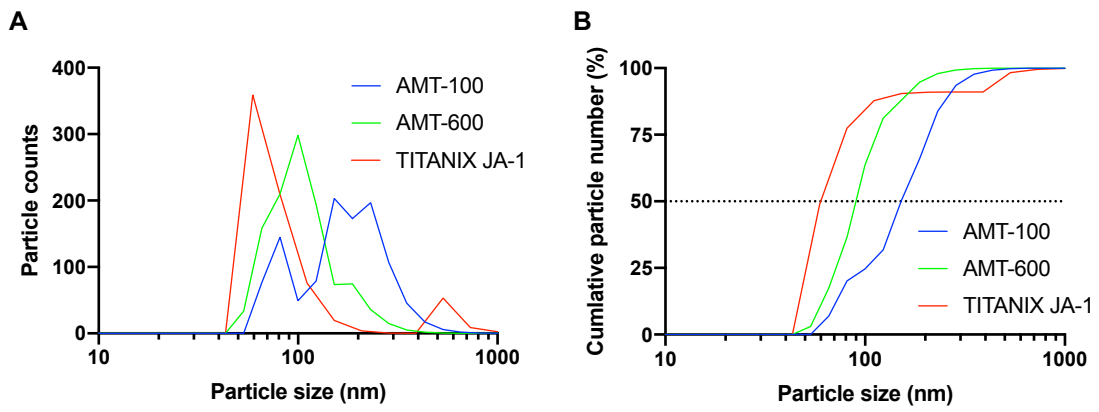 A
Particle counts
400
300
200
100
0
AMT-100
AMT-600
TITANIX JA-1
10
100
1000
Particle size (nm)
B
Cumulative particle number (%)
100
75
50
25
0
AMT-100
AMT-600
TITANIX JA-1
10
100
1000
Particle size (nm)